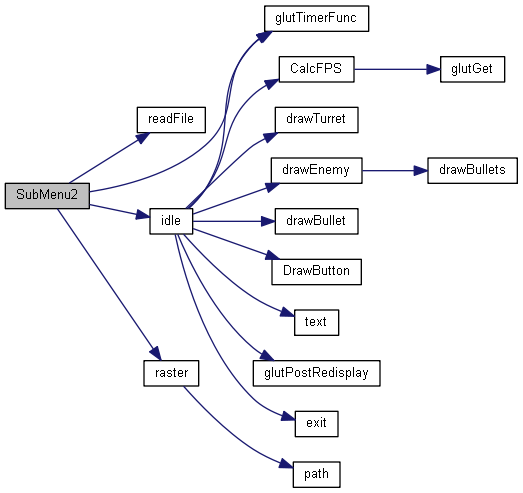 glutTimerFunc
CalcFPS
glutGet
readFile
drawTurret
drawEnemy
drawBullets
SubMenu2
idle
drawBullet
DrawButton
text
raster
glutPostRedisplay
exit
path